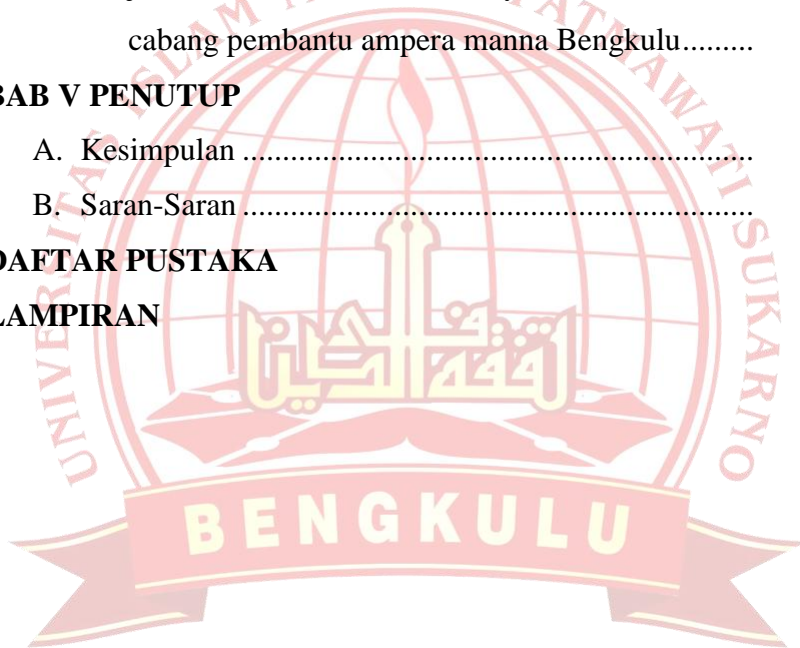 cabang pembantu ampera manna Bengkulu.........
BAB V PENUTUP
A. Kesimpulan .................................................................
B. Saran-Saran .................................................................
DAFTAR PUSTAKA
LAMPIRAN
UNIVERSITAS ISLAM FATMAWATI SUKARNO
BENGKULU